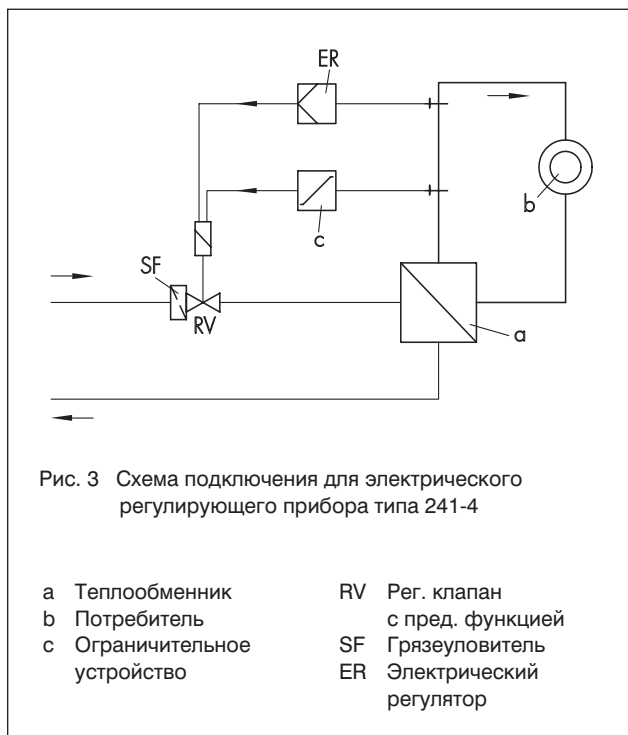 ER
c
b
SF
RV
a
Рис. 3 Схема подключения для электрического
регулирующего прибора типа 241-4
a Теплообменник
b Потребитель
c Ограничительное
устройство
RV Рег. клапан
с пред. функцией
SF Грязеуловитель
ER Электрический
регулятор